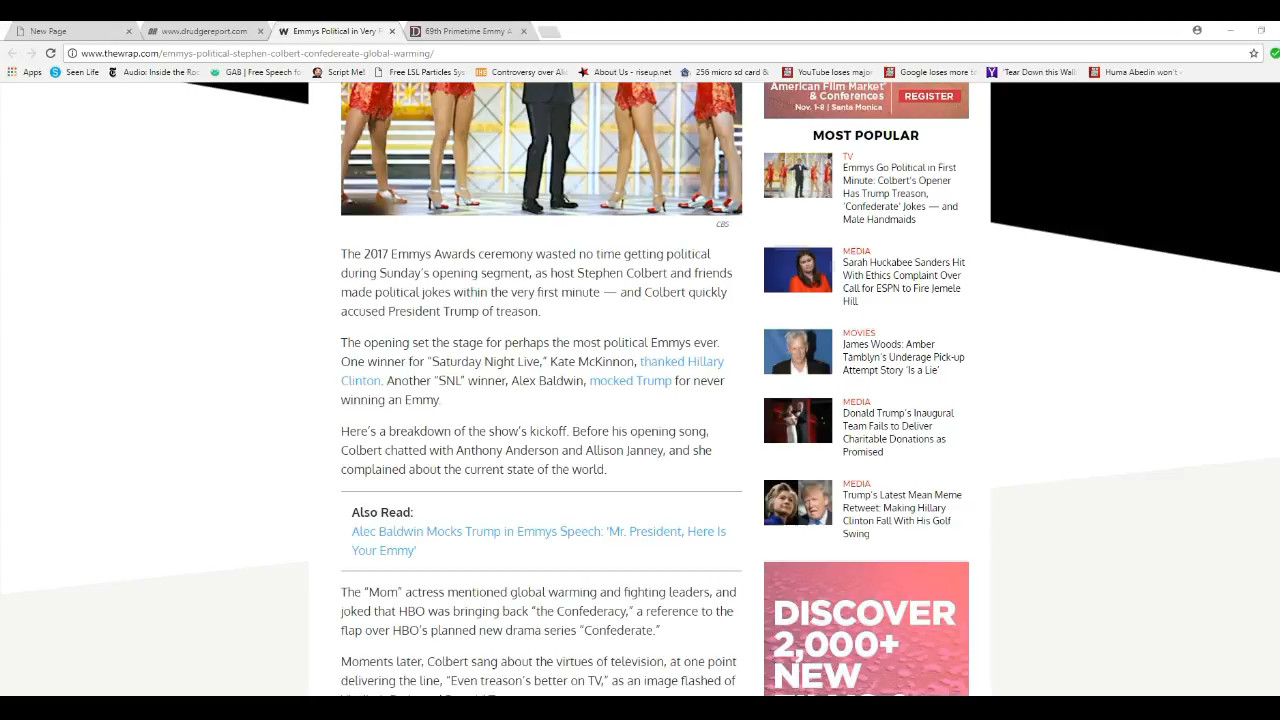 New Page
www.drudgereport.com
Emmys Political in Very F
69th Primetime Emmy A
www.thewrap.com/emmys-political-stephen-colbert-confedereate-global-warming/
Apps
Seen Life
Audio: Inside the Ro
GAB | Free Speech fo
Script Me!
Free LSL Particles Sys
Controversy over Ali
About Us - riseup.net
256 micro sd card &
YouTube loses major
Google loses more to
'Tear Down this Wall
Huma Abedin won't
American Film Market
& Conferences
Nov. 1-8 | Santa Monica
REGISTER
MOST POPULAR
TV
Emmys Go Political in First
Minute: Colbert's Opener
Has Trump Treason,
'Confederate' Jokes — and
Male Handmaids
MEDIA
Sarah Huckabee Sanders Hit
With Ethics Complaint Over
Call for ESPN to Fire Jemele
Hill
MOVIES
James Woods: Amber
Tamblyn's Underage Pick-up
Attempt Story 'Is a Lie'
MEDIA
Donald Trump's Inaugural
Team Fails to Deliver
Charitable Donations as
Promised
MEDIA
Trump's Latest Mean Meme
Retweet: Making Hillary
Clinton Fall With His Golf
Swing
DISCOVER
2,000+
NEW
CBS
The 2017 Emmys Awards ceremony wasted no time getting political
during Sunday's opening segment, as host Stephen Colbert and friends
made political jokes within the very first minute — and Colbert quickly
accused President Trump of treason.
The opening set the stage for perhaps the most political Emmys ever.
One winner for "Saturday Night Live," Kate McKinnon, thanked Hillary
Clinton. Another "SNL" winner, Alex Baldwin, mocked Trump for never
winning an Emmy.
Here's a breakdown of the show's kickoff. Before his opening song,
Colbert chatted with Anthony Anderson and Allison Janney, and she
complained about the current state of the world.
Also Read:
Alec Baldwin Mocks Trump in Emmys Speech: 'Mr. President, Here Is
Your Emmy'
The "Mom" actress mentioned global warming and fighting leaders, and
joked that HBO was bringing back "the Confederacy," a reference to the
flap over HBO's planned new drama series "Confederate."
Moments later, Colbert sang about the virtues of television, at one point
delivering the line, "Even treason's better on TV," as an image flashed of